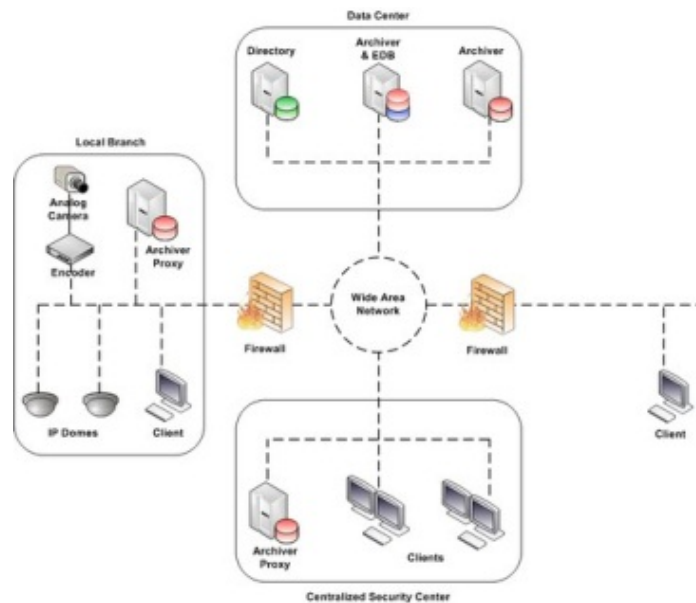 Data Center
Directory
Archiver
& EDB
Archiver
Local Branch
Analog
Camera
Encoder
Archiver
Proxy
Firewall
Wide Area
Network
Firewall
IP Domes
Client
Client
Archiver
Proxy
Clients
Centralized Security Center